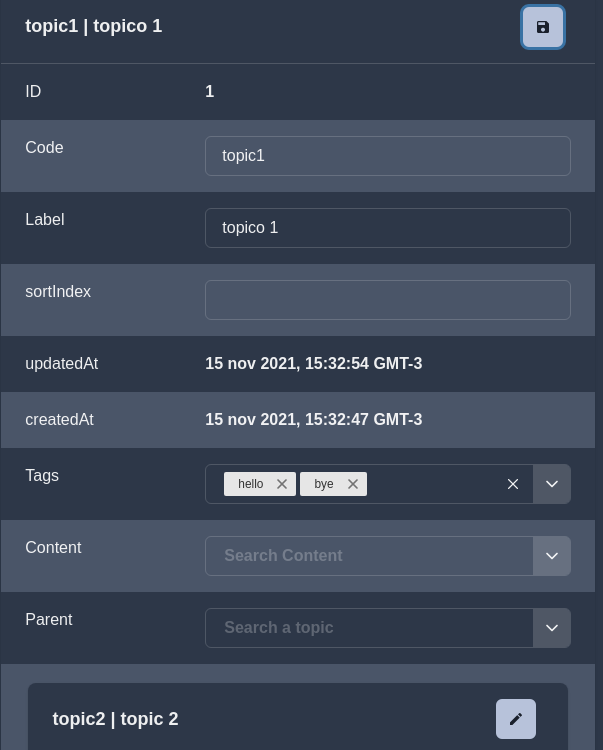 topic1 | topico 1
ID 1
Code topic1
Label topico 1
sortIndex
updatedAt 15 nov 2021, 15:32:54 GMT-3
createdAt 15 nov 2021, 15:32:47 GMT-3
Tags hello bye
Content Search Content
Parent Search a topic
topic2 | topic 2